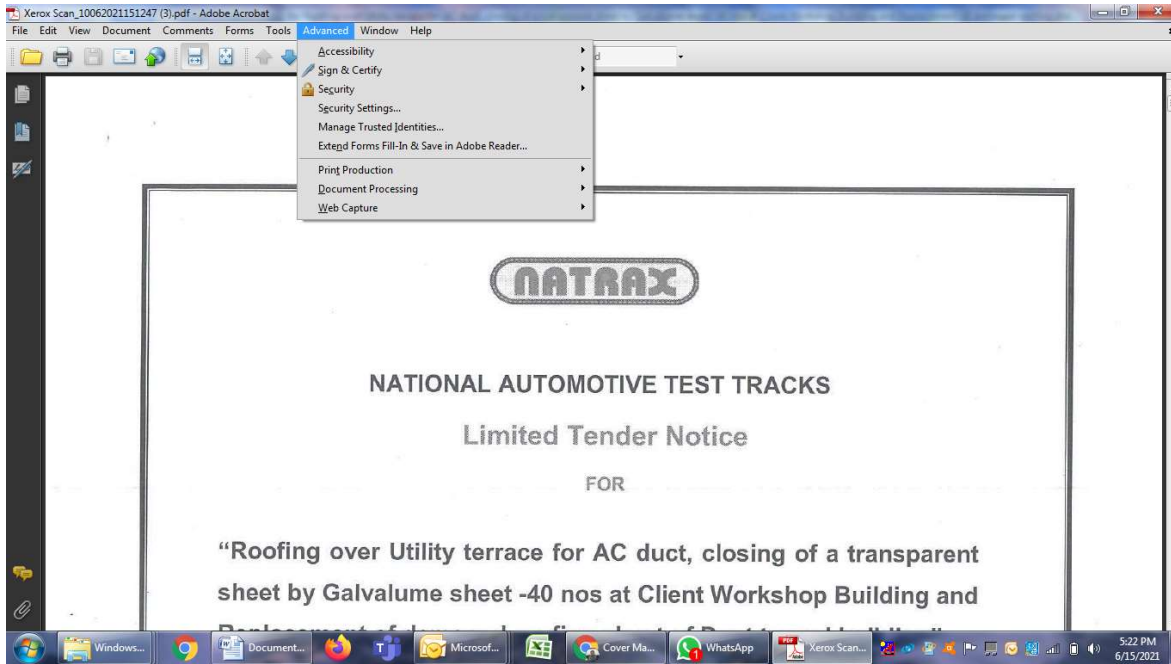 Xerox Scan_10062021151247 (3).pdf - Adobe Acrobat
File Edit View Document Comments Forms Tools Advanced Window Help
Accessibility
Sign & Certify
Security
Security Settings...
Manage Trusted Identities...
Extend Forms Fill-In & Save in Adobe Reader...
Print Production
Document Processing
Web Capture
NATRAX
NATIONAL AUTOMOTIVE TEST TRACKS
Limited Tender Notice
FOR
“Roofing over Utility terrace for AC duct, closing of a transparent
sheet by Galvalume sheet -40 nos at Client Workshop Building and
Windows... Document... Microsof... Cover Ma... WhatsApp Xerox Scan... 5:22 PM
6/15/2021